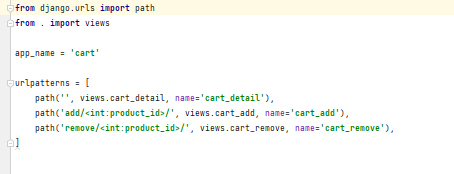 from django.urls import path
from . import views

app_name = 'cart'

urlpatterns = [
    path('', views.cart_detail, name='cart_detail'),
    path('add/<int:product_id>/', views.cart_add, name='cart_add'),
    path('remove/<int:product_id>/', views.cart_remove, name='cart_remove'),
]